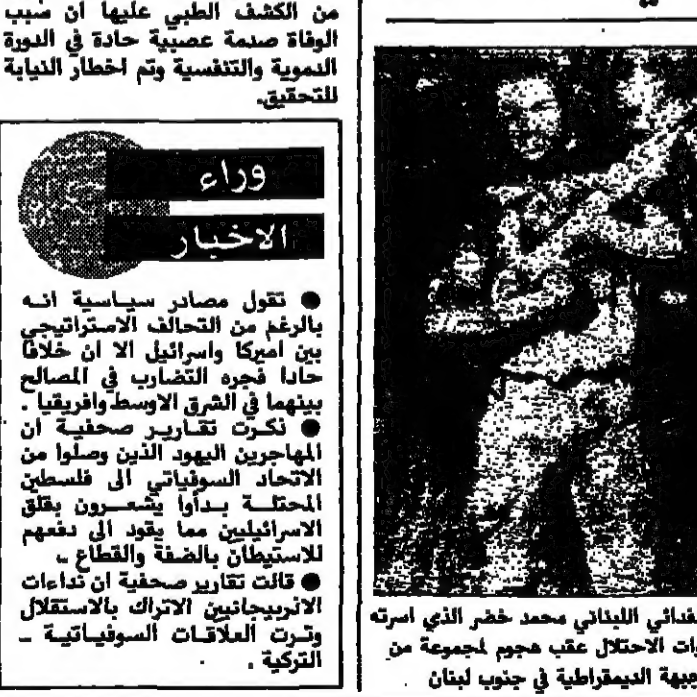 من الكشف الطبي عليها ان سبب
الوفاة صدمة عصبية حادة في الدورة
الدموية والتنفسية وتم اخطار النيابة
للتحقيق.
وراء
الاخبار
● تقول مصادر سياسية انه
بالرغم من التحالف الاستراتيجي
بين اميركا واسرائيل الا ان خلافا
حادا فجره التضارب في المصالح
بينهما في الشرق الاوسط وافريقيا .
● ذكرت تقارير صحفية ان
المهاجرين اليهود الذين وصلوا من
الاتحاد السوفياتي الى فلسطين
المحتلة بدأوا يشعرون بقلق
الاسرائيليين مما يقود الى دفعهم
للاستيطان بالضفة والقطاع ..
● قالت تقارير صحفية ان نداءات
الاذربيجانيين الاتراك بالاستقلال
وترت العلاقات السوفياتية ـ
التركية .
اللبناني محمد خضر الذي اسرته
الاحتلال عقب هجوم لمجموعة من
الديمقراطية في جنوب لبنان